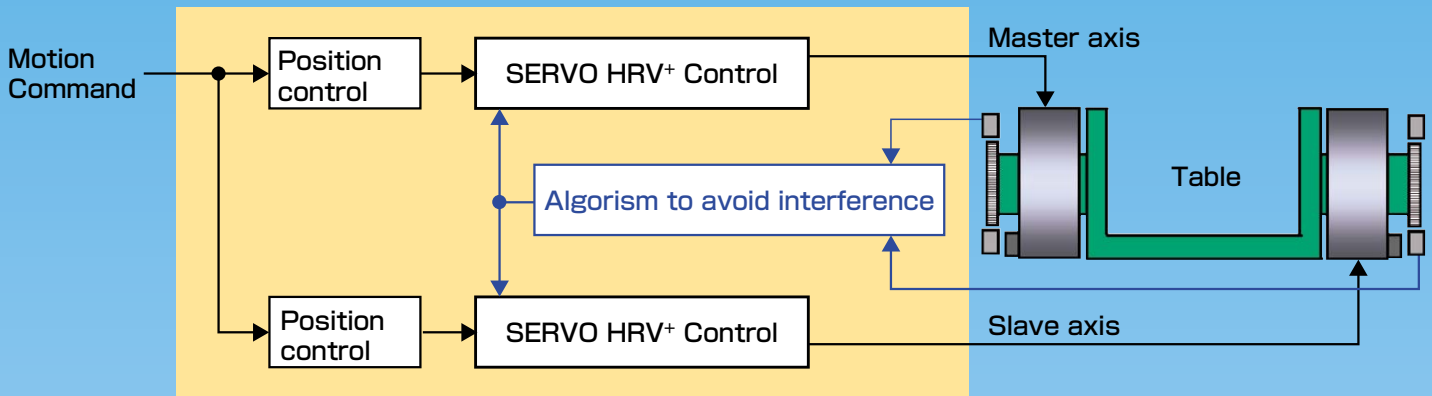 Motion
Command
Position
control
SERVO HRV+ Control
Master axis
Algorism to avoid interference
Table
Position
control
SERVO HRV+ Control
Slave axis